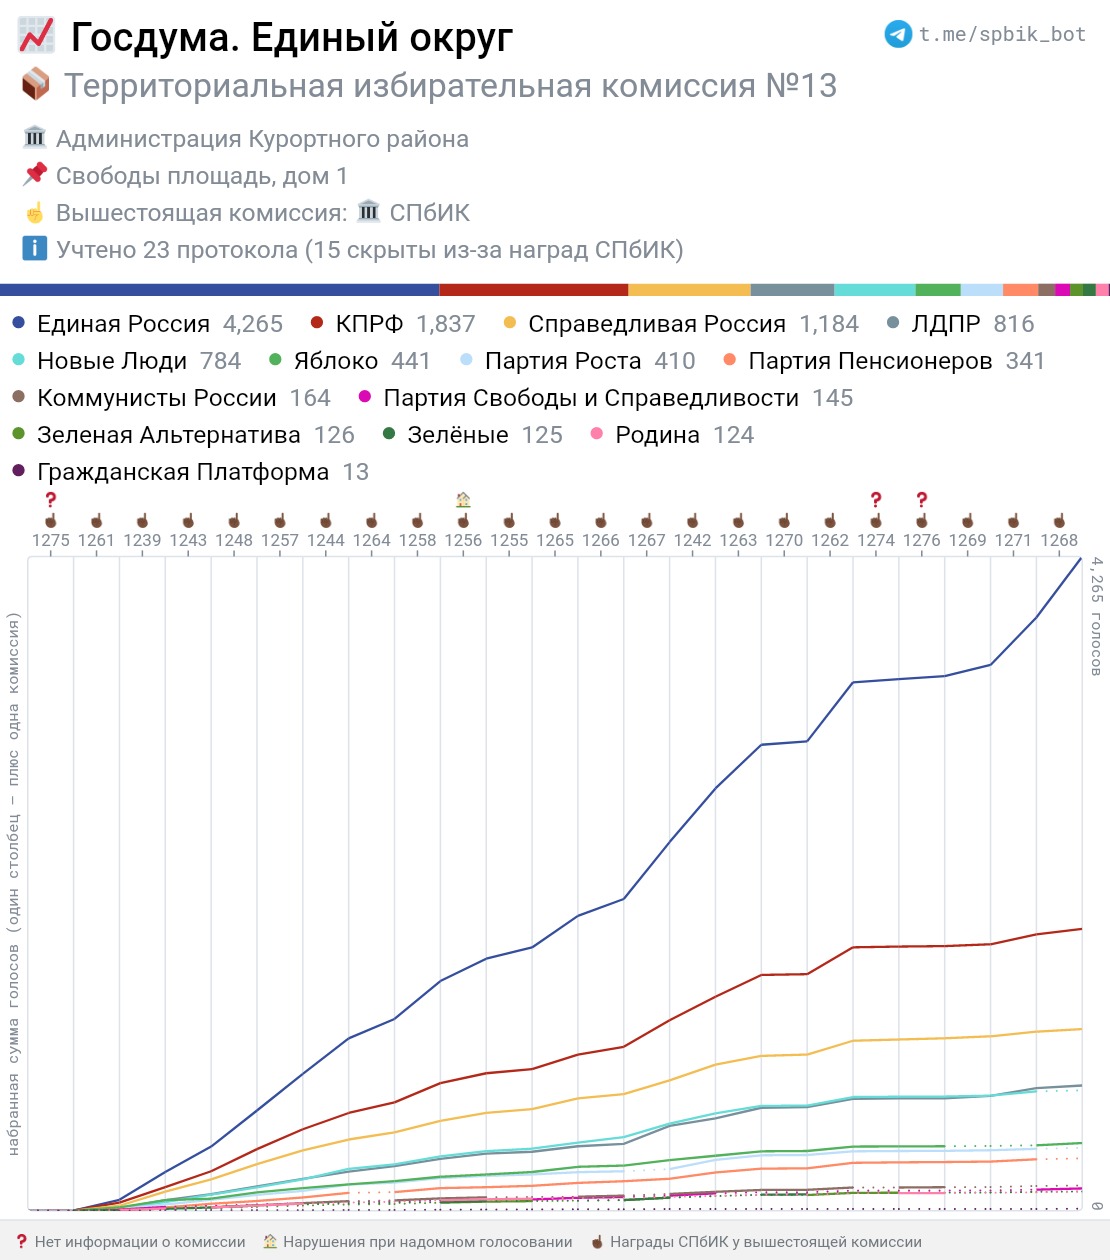 Госдума. Единый округ
t.me/spbik_bot
Территориальная избирательная комиссия №13
Администрация Курортного района
Свободы площадь, дом 1
Вышестоящая комиссия: СПбИК
Учтено 23 протокола (15 скрыты из-за наград СПбИК)
Единая Россия 4,265 КПРФ 1,837 Справедливая Россия 1,184 ЛДПР 816
Новые Люди 784 Яблоко 441 Партия Роста 410 Партия Пенсионеров 341
Коммунисты России 164 Партия Свободы и Справедливости 145
Зеленая Альтернатива 126 Зелёные 125 Родина 124
Гражданская Платформа 13
1275 1261 1239 1243 1248 1257 1244 1264 1258 1256 1255 1265 1266 1267 1242 1263 1270 1262 1274 1276 1269 1271 1268
набранная сумма голосов (один столбец — плюс одна комиссия)
4,265 голосов
0
Нет информации о комиссии Нарушения при надомном голосовании Награды СПбИК у вышестоящей комиссии